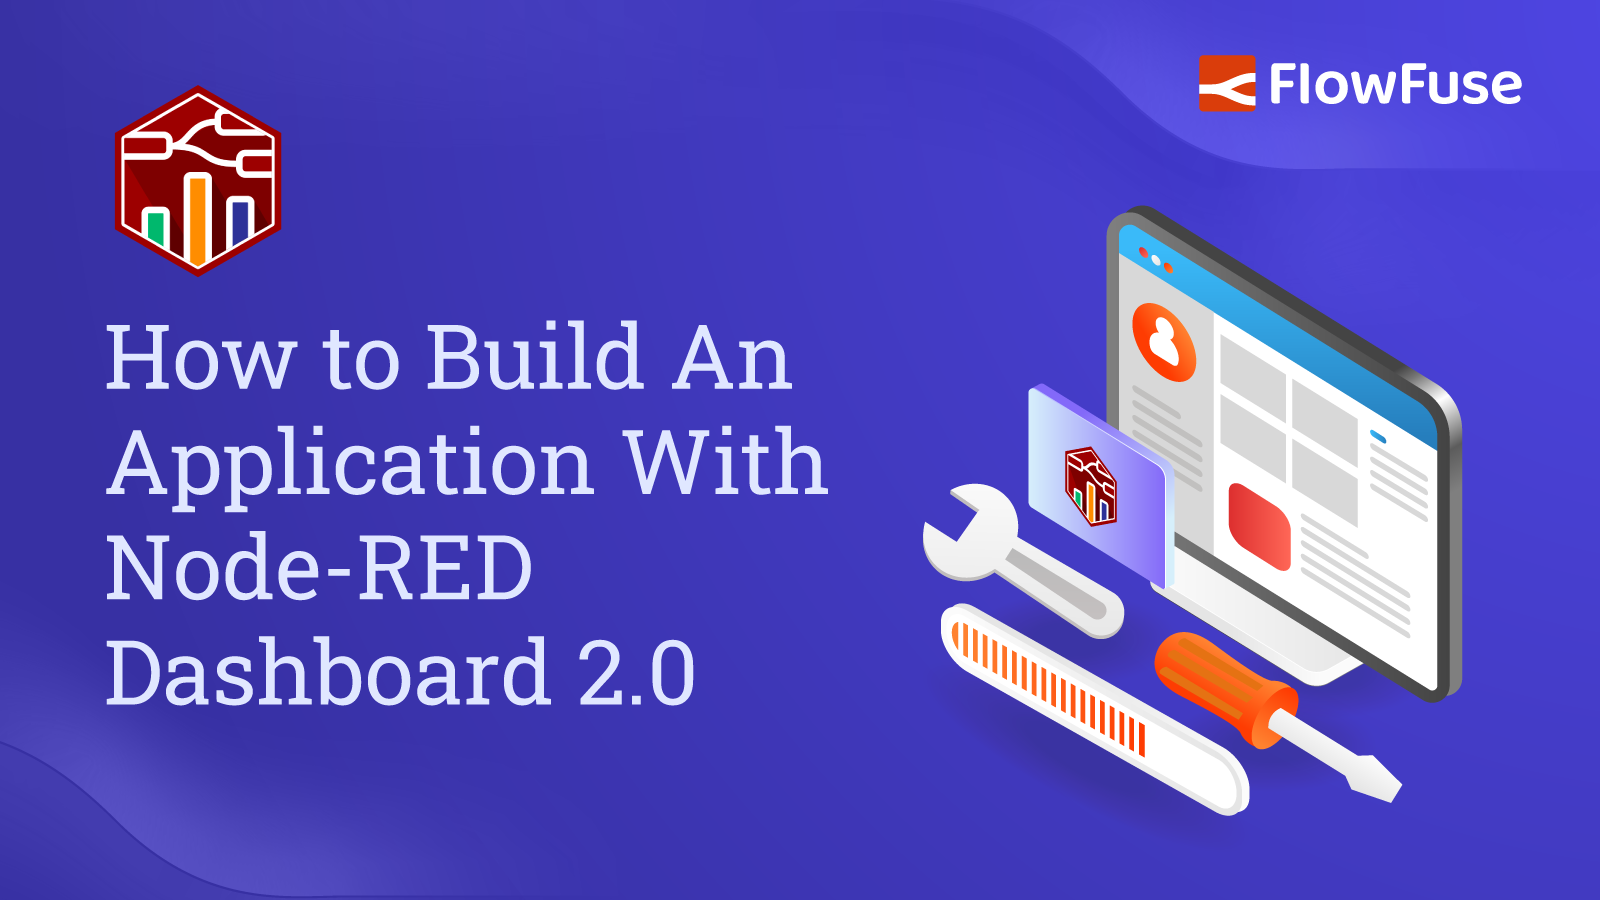 FlowFuse
How to Build An
Application With
Node-RED
Dashboard 2.0